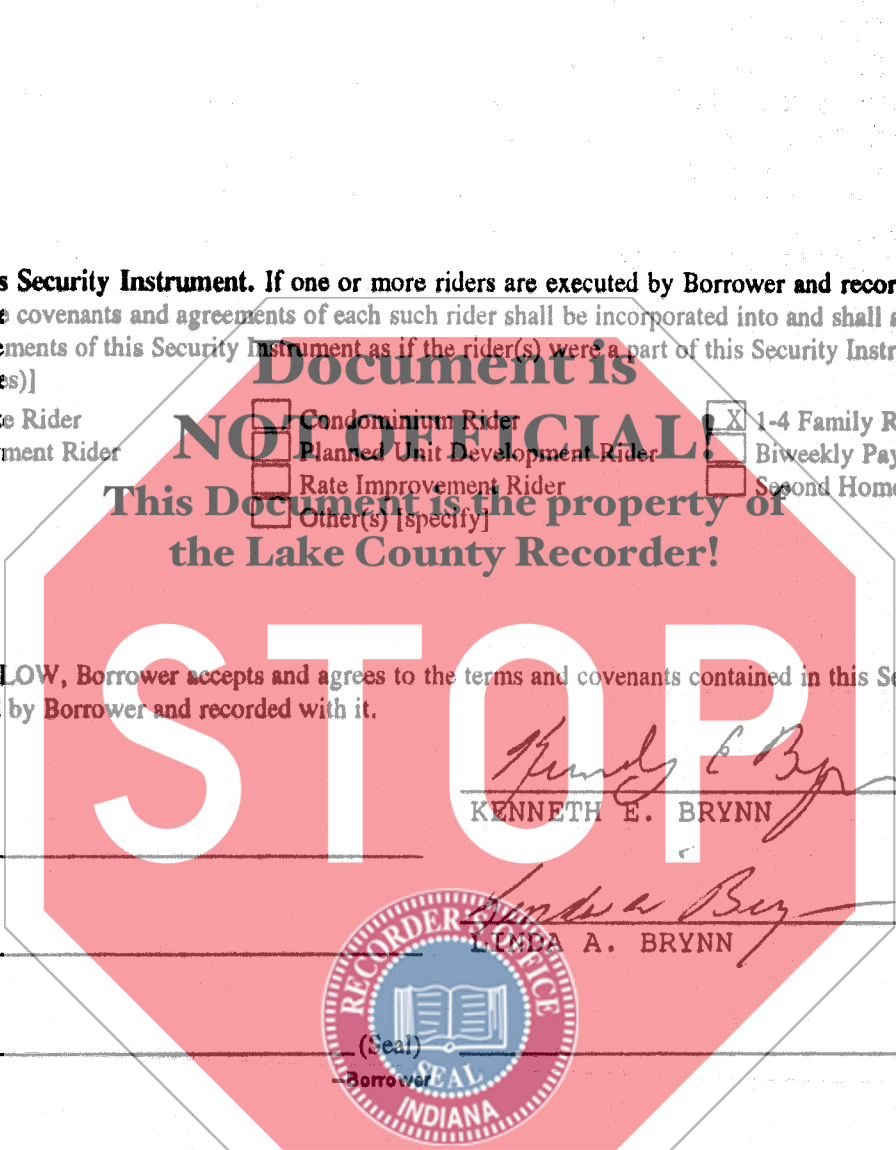 s Security Instrument. If one or more riders are executed by Borrower and recor
e covenants and agreements of each such rider shall be incorporated into and shall a
ements of this Security Instrument as if the rider(s) were a part of this Security Instr
es)]
Document is
e Rider Condominium Rider X 1-4 Family R
NOT OFFICIAL!
ment Rider Planned Unit Development Rider Biweekly Pay
Rate Improvement Rider Second Home
This Document is the property of
Other(s) [specify]
the Lake County Recorder!
STOP
LOW, Borrower accepts and agrees to the terms and covenants contained in this Se
by Borrower and recorded with it.
KENNETH E. BRYNN
LINDA A. BRYNN
RECORDER'S OFFICE
(Seal)
SEAL
-Borrower
INDIANA